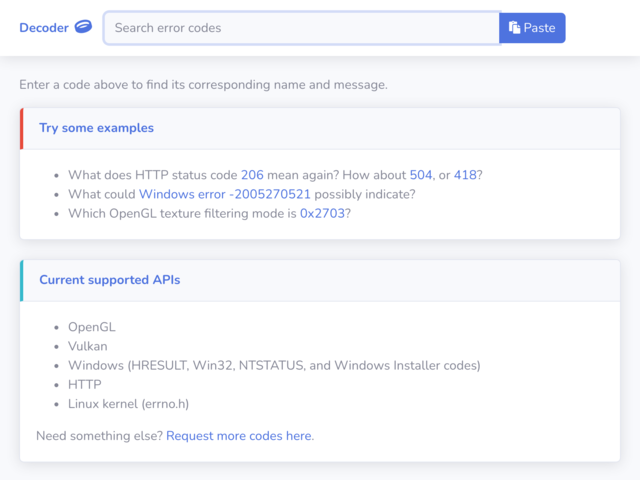 Decoder
Search error codes
Paste
Enter a code above to find its corresponding name and message.
Try some examples
What does HTTP status code 206 mean again? How about 504, or 418?
What could Windows error -2005270521 possibly indicate?
Which OpenGL texture filtering mode is 0x2703?
Current supported APIs
OpenGL
Vulkan
Windows (HRESULT, Win32, NTSTATUS, and Windows Installer codes)
HTTP
Linux kernel (errno.h)
Need something else? Request more codes here.